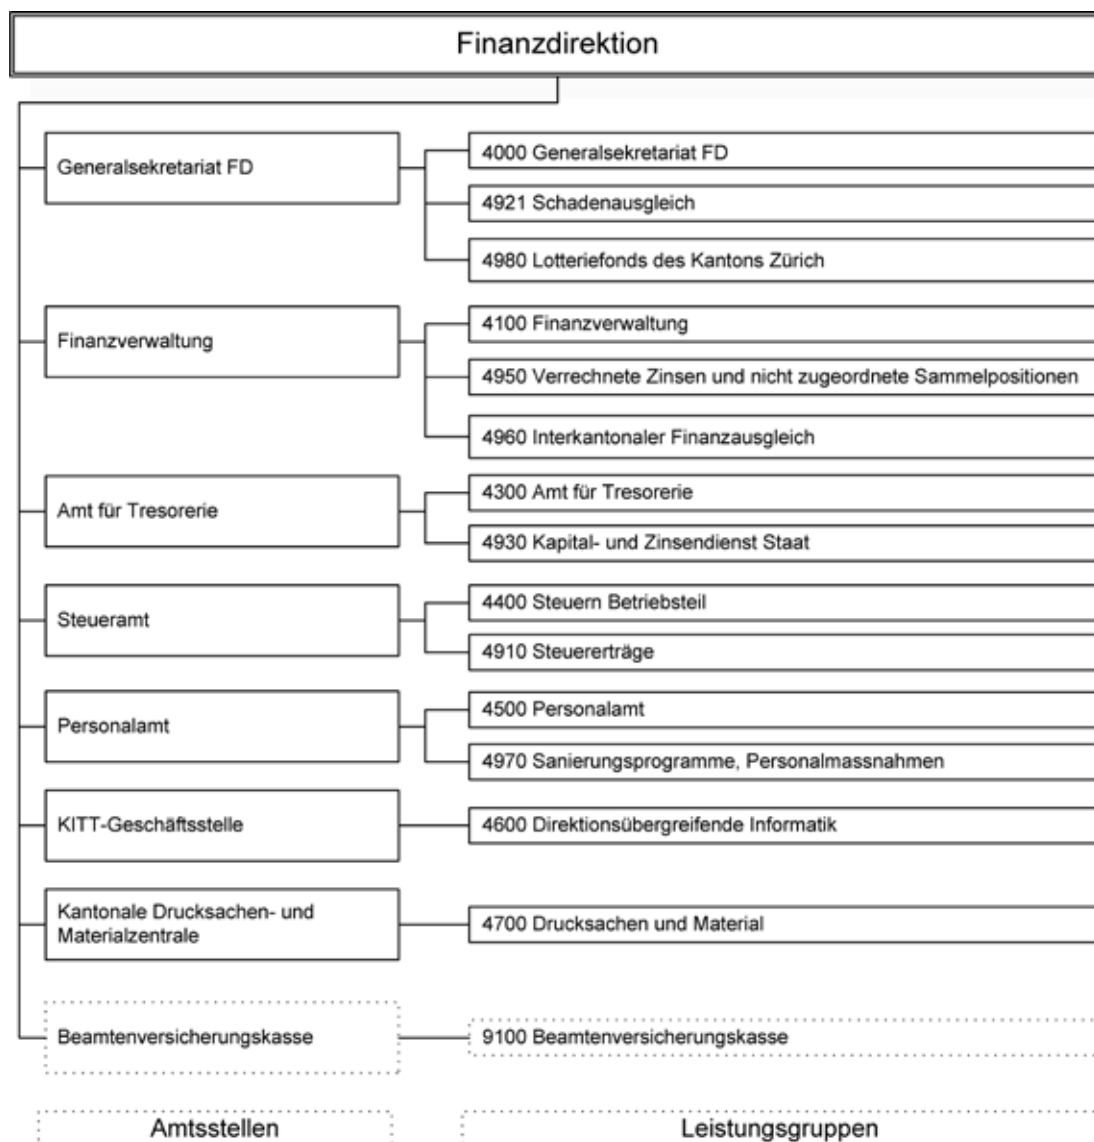 Finanzdirektion
Generalsekretariat FD
4000 Generalsekretariat FD
4921 Schadenausgleich
4980 Lotteriefonds des Kantons Zürich
Finanzverwaltung
4100 Finanzverwaltung
4950 Verrechnete Zinsen und nicht zugeordnete Sammelpositionen
4960 Interkantonaler Finanzausgleich
Amt für Tresorerie
4300 Amt für Tresorerie
4930 Kapital- und Zinsendienst Staat
Steueramt
4400 Steuern Betriebsteil
4910 Steuererträge
Personalamt
4500 Personalamt
4970 Sanierungsprogramme, Personalmassnahmen
KITT-Geschäftsstelle
4600 Direktionsübergreifende Informatik
Kantonale Drucksachen- und
Materialzentrale
4700 Drucksachen und Material
Beamtenversicherungskasse
9100 Beamtenversicherungskasse
Amtsstellen
Leistungsgruppen